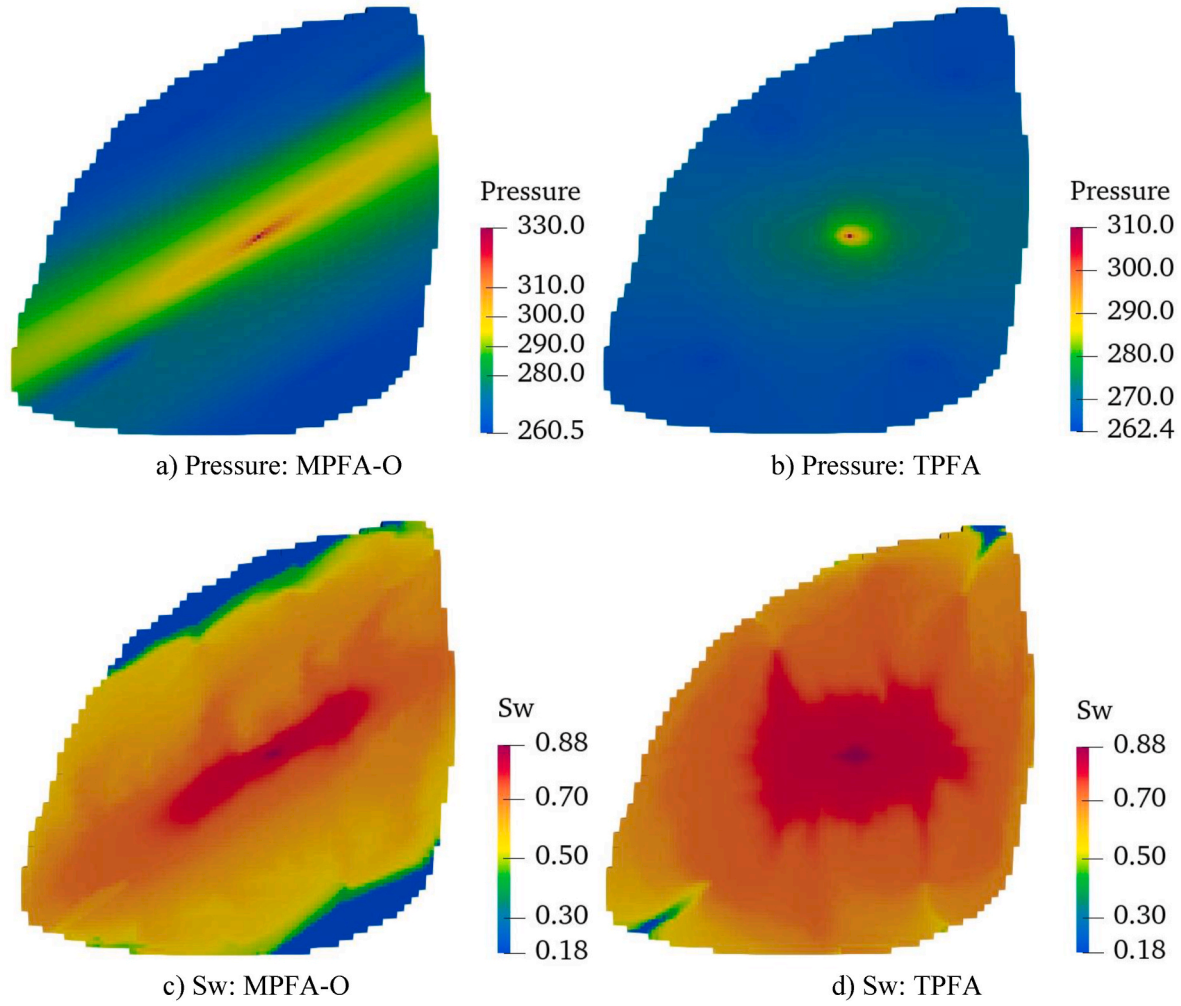 Pressure
330.0
310.0
300.0
290.0
280.0
260.5
a) Pressure: MPFA-O
Pressure
310.0
300.0
290.0
280.0
270.0
262.4
b) Pressure: TPFA
Sw
0.88
0.70
0.50
0.30
0.18
c) Sw: MPFA-O
Sw
0.88
0.70
0.50
0.30
0.18
d) Sw: TPFA